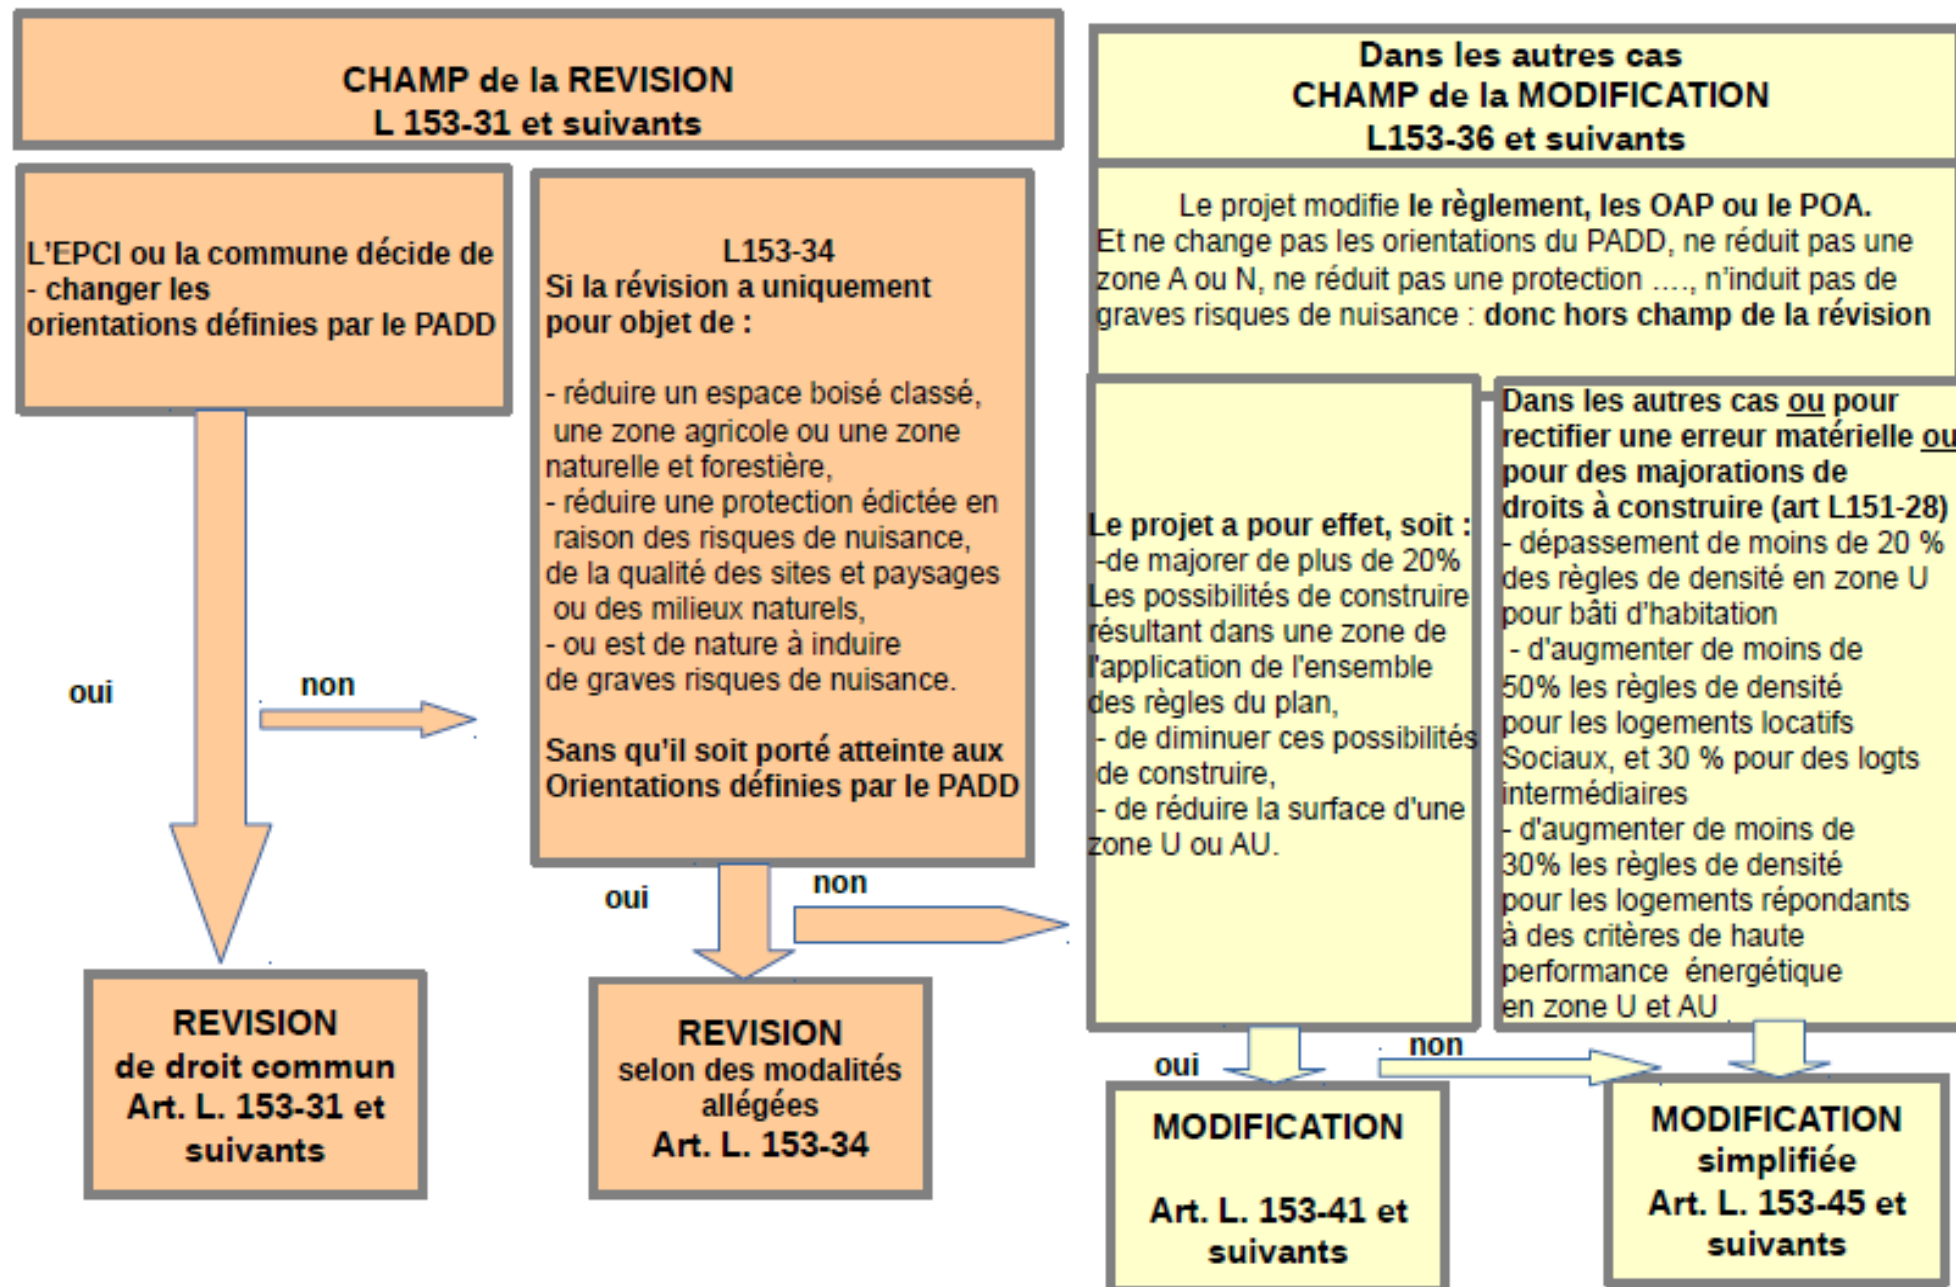 CHAMP de la REVISION
L 153-31 et suivants
L'EPCI ou la commune décide de
- changer les
orientations définies par le PADD
oui
non
REVISION
de droit commun
Art. L. 153-31 et
suivants
L153-34
Si la révision a uniquement
pour objet de :
- réduire un espace boisé classé,
une zone agricole ou une zone
naturelle et forestière,
- réduire une protection édictée en
raison des risques de nuisance,
de la qualité des sites et paysages
ou des milieux naturels,
- ou est de nature à induire
de graves risques de nuisance.
Sans qu'il soit porté atteinte aux
Orientations définies par le PADD
oui
non
REVISION
selon des modalités
allégées
Art. L. 153-34
Dans les autres cas
CHAMP de la MODIFICATION
L153-36 et suivants
Le projet modifie le règlement, les OAP ou le POA.
Et ne change pas les orientations du PADD, ne réduit pas une
zone A ou N, ne réduit pas une protection …., n'induit pas de
graves risques de nuisance : donc hors champ de la révision
Le projet a pour effet, soit :
-de majorer de plus de 20%
Les possibilités de construire
résultant dans une zone de
l'application de l'ensemble
des règles du plan,
- de diminuer ces possibilités
de construire,
- de réduire la surface d'une
zone U ou AU.
oui
non
MODIFICATION
Art. L. 153-41 et
suivants
Dans les autres cas ou pour
rectifier une erreur matérielle ou
pour des majorations de
droits à construire (art L151-28)
- dépassement de moins de 20 %
des règles de densité en zone U
pour bâti d'habitation
- d'augmenter de moins de
50% les règles de densité
pour les logements locatifs
Sociaux, et 30 % pour des logts
intermédiaires
- d'augmenter de moins de
30% les règles de densité
pour les logements répondants
à des critères de haute
performance énergétique
en zone U et AU
MODIFICATION
simplifiée
Art. L. 153-45 et
suivants